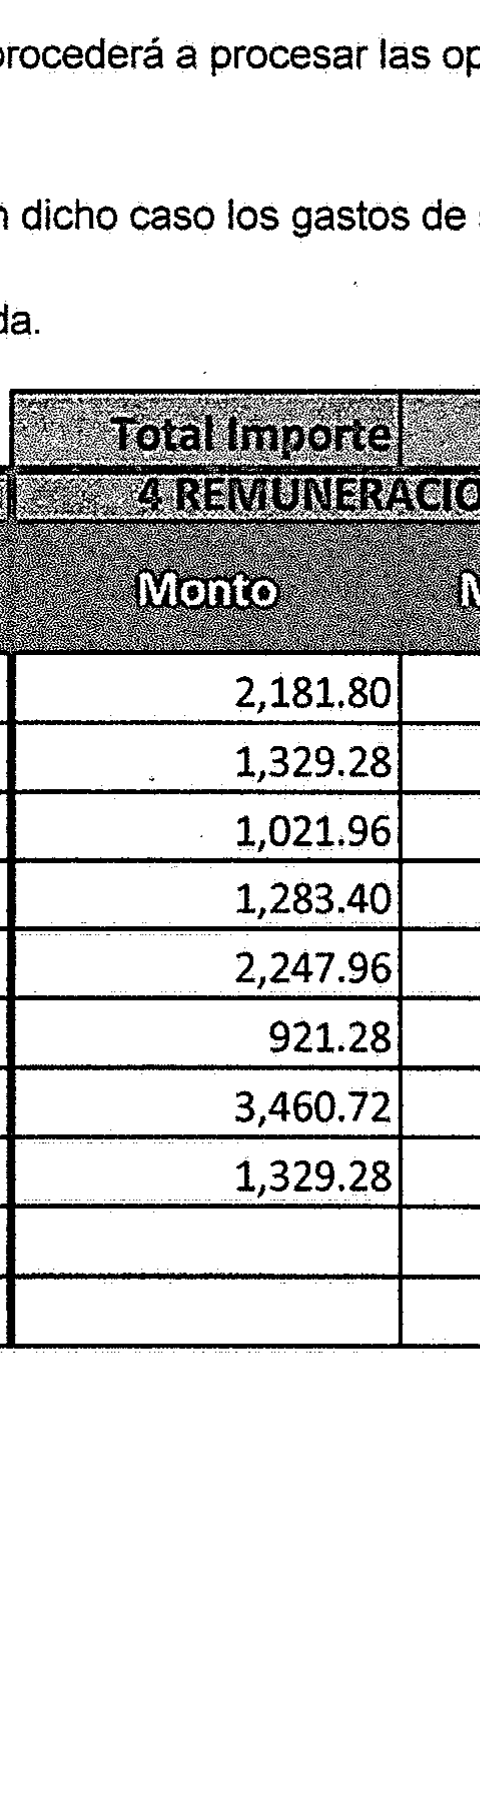 procederá a procesar las op
dicho caso los gastos de
da.
Total Importe
4 REMUNERACIO
Monto
2,181.80
1,329.28
1,021.96
1,283.40
2,247.96
921.28
3,460.72
1,329.28